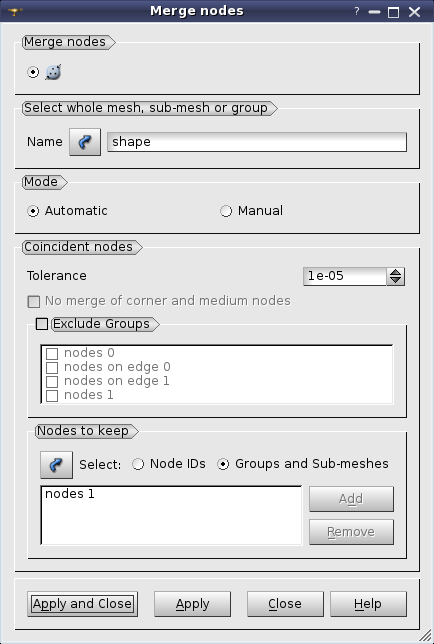 Merge nodes
?
Merge nodes
Select whole mesh, sub-mesh or group
Name shape
Mode
Automatic Manual
Coincident nodes
Tolerance 1e-05
No merge of corner and medium nodes
Exclude Groups
nodes 0
nodes on edge 0
nodes on edge 1
nodes 1
Nodes to keep
Select: Node IDs Groups and Sub-meshes
nodes 1
Add
Remove
Apply and Close Apply Close Help